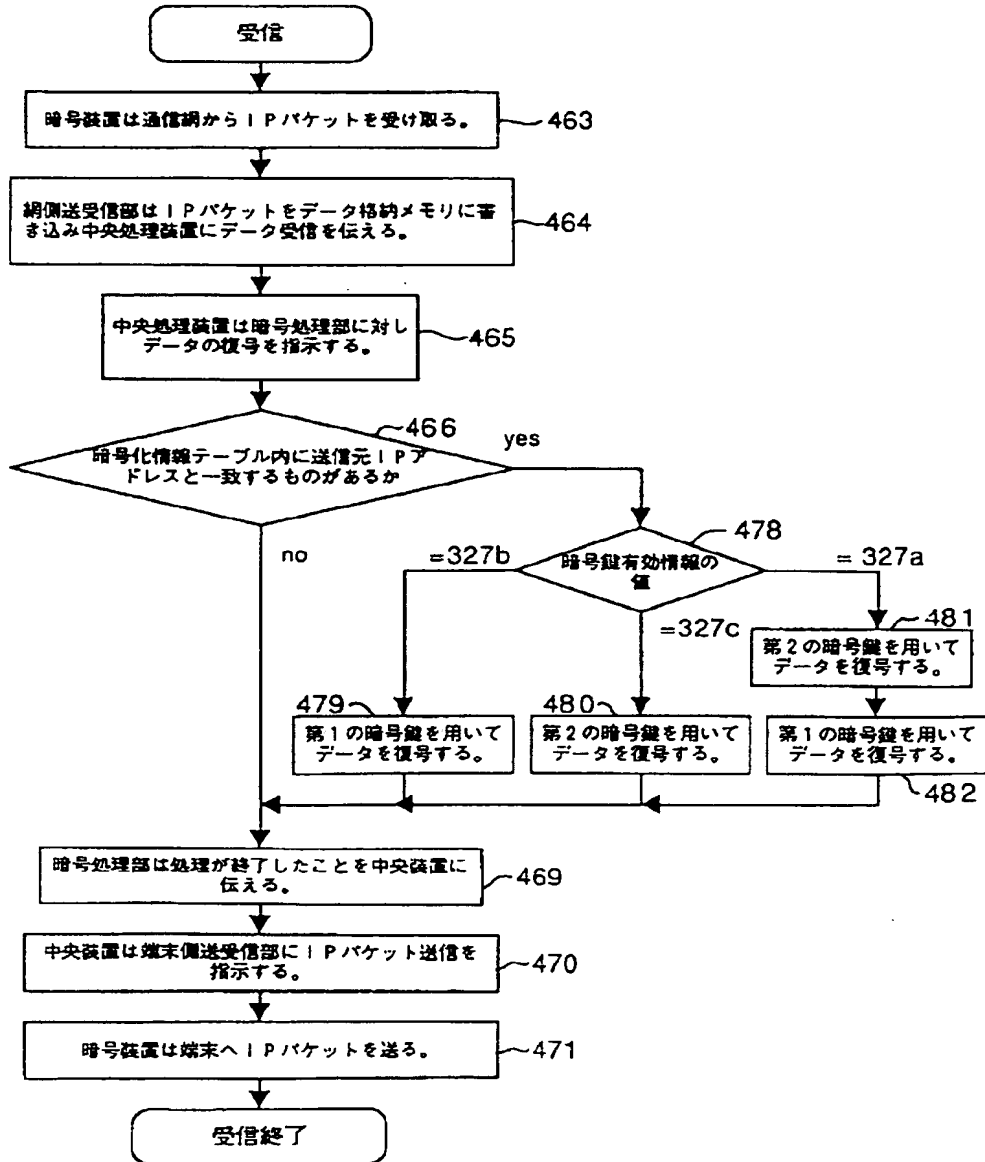 受信
暗号装置は通信網からＩＰパケットを受け取る。
463
網側送受信部はＩＰパケットをデータ格納メモリに書
き込み中央処理装置にデータ受信を伝える。
464
中央処理装置は暗号処理部に対し
データの復号を指示する。
465
466
yes
暗号化情報テーブル内に送信元ＩＰア
ドレスと一致するものがあるか
no
478
暗号鍵有効情報の
値
=327b
= 327a
=327c
481
第２の暗号鍵を用いて
データを復号する。
479
第１の暗号鍵を用いて
データを復号する。
480
第２の暗号鍵を用いて
データを復号する。
第１の暗号鍵を用いて
データを復号する。
482
暗号処理部は処理が終了したことを中央装置に
伝える。
469
中央装置は端末側送受信部にＩＰパケット送信を
指示する。
470
暗号装置は端末へＩＰパケットを送る。
471
受信終了